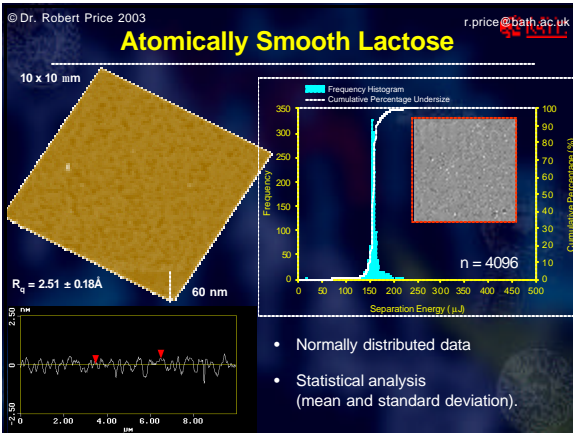 © Dr. Robert Price 2003
r.price@bath.ac.uk
Atomically Smooth Lactose
10 x 10 mm
Rq = 2.51 ± 0.18Å
60 nm
Frequency Histogram
Cumulative Percentage Undersize
Frequency
350
300
250
200
150
100
50
0
100
90
80
70
60
50
40
30
20
10
0
Cumulative Percentage (%)
n = 4096
0 50 100 150 200 250 300 350 400 450 500
Separation Energy (µJ)
2.50
nm
0
-2.50
0 2.00 4.00 6.00 8.00
µM
• Normally distributed data
• Statistical analysis
(mean and standard deviation).